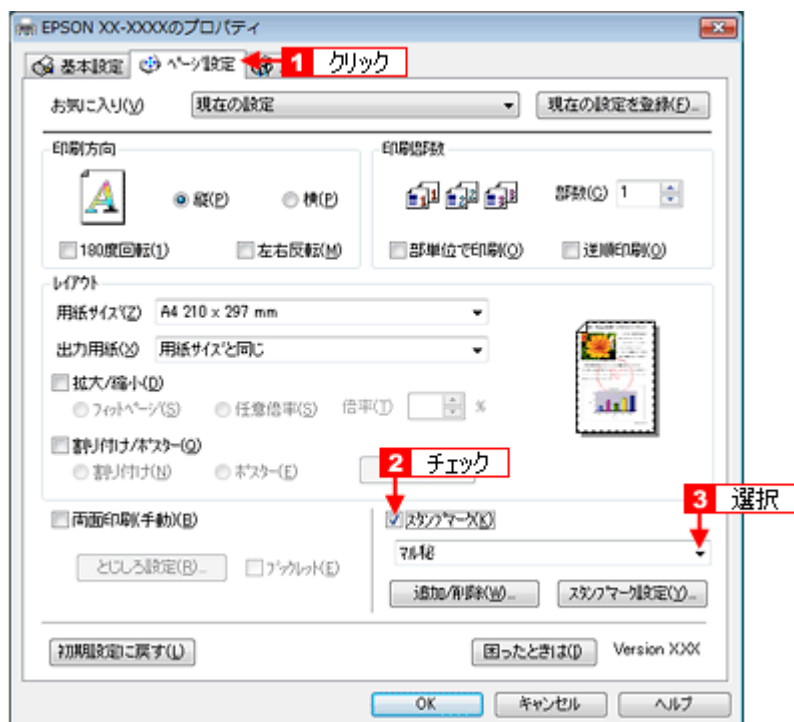 EPSON XX-XXXXのプロパティ
基本設定 ページ設定 1 クリック
お気に入り(V) 現在の設定 現在の設定を登録(F)...
印刷方向 印刷部数
縦(P) 横(P) 部数(C) 1
180度回転(1) 左右反転(M) 部単位で印刷(O) 逆順印刷(O)
レイアウト
用紙サイズ(Z) A4 210 x 297 mm
出力用紙(X) 用紙サイズと同じ
拡大/縮小(D)
フィットページ(S) 任意倍率(S) 倍率(T) %
割り付け/ポスター(Q)
割り付け(N) ポスター(E) 2 チェック
3 選択
両面印刷(手動)(B) スタンプマーク(K)
マル秘
とじしろ設定(R)... ブックレット(E)
追加/削除(W)... スタンプマーク設定(Y)...
初期設定に戻す(L) 困ったときは(I) Version X.XX
OK キャンセル ヘルプ